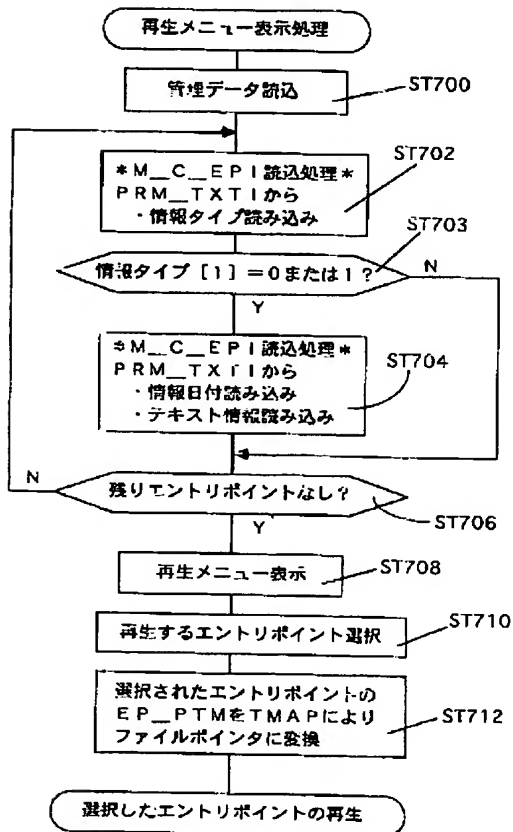 再生メニュー表示処理
管理データ読込
ST700
*M__C__EPI読込処理*
PRM__TXTIから
・情報タイプ読み込み
ST702
情報タイプ[1]=0または1?
ST703
N
Y
*M__C__EPI読込処理*
PRM__TXTIから
・情報日付読み込み
・テキスト情報読み込み
ST704
N
残りエントリポイントなし?
ST706
Y
再生メニュー表示
ST708
再生するエントリポイント選択
ST710
選択されたエントリポイントの
EP__PTMをTMAPにより
ファイルポインタに変換
ST712
選択したエントリポイントの再生